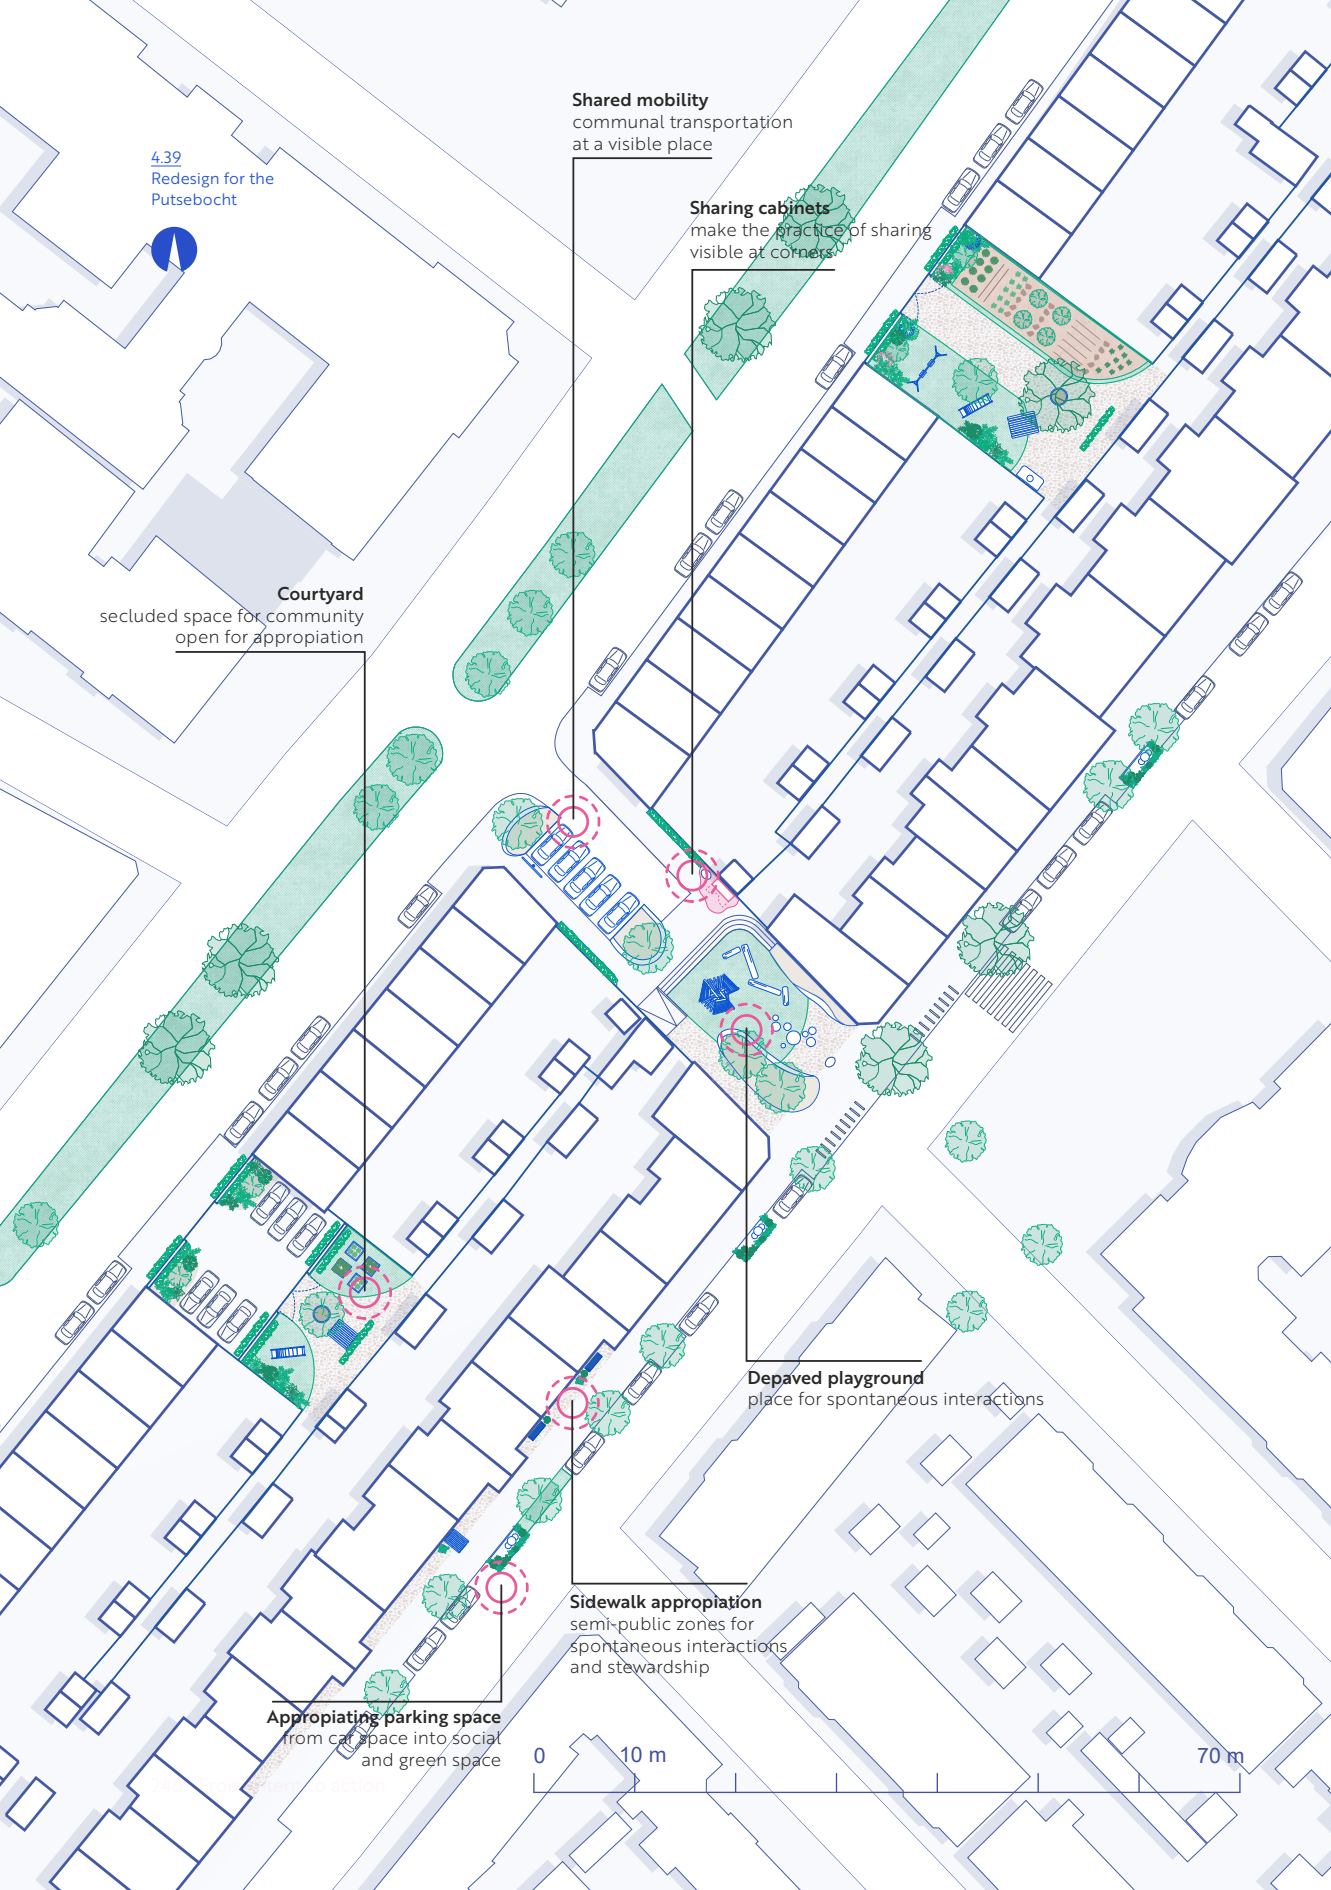 Shared mobility
communal transportation
at a visible place
4.39
Redesign for the
Putsebocht
Sharing cabinets
make the practice of sharing
visible at corners
Courtyard
secluded space for community
open for appropiation
Depaved playground
place for spontaneous interactions
Sidewalk appropiation
semi-public zones for
spontaneous interactions
and stewardship
Appropiating parking space
from car space into social
and green space
0 10 m 70 m